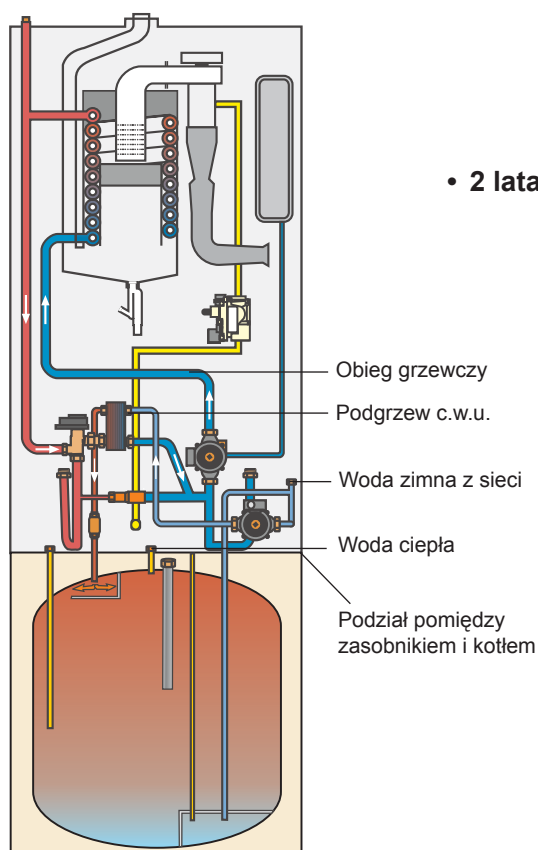 • 2 lata
Obieg grzewczy
Podgrzew c.w.u.
Woda zimna z sieci
Woda ciepła
Podział pomiędzy
zasobnikiem i kotłem